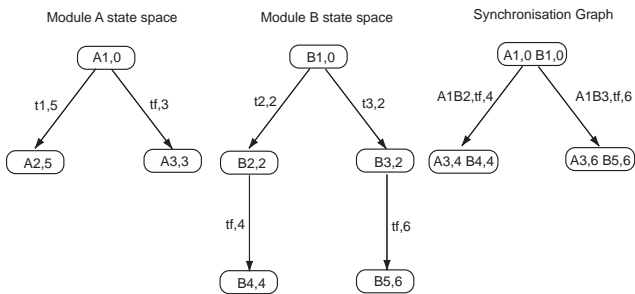 Module A state space
Module B state space
Synchronisation Graph
A1,0
B1,0
A1,0 B1,0
t1,5
tf,3
t2,2
t3,2
A1B2,tf,4
A1B3,tf,6
A2,5
A3,3
B2,2
B3,2
A3,4 B4,4
A3,6 B5,6
tf,4
tf,6
B4,4
B5,6